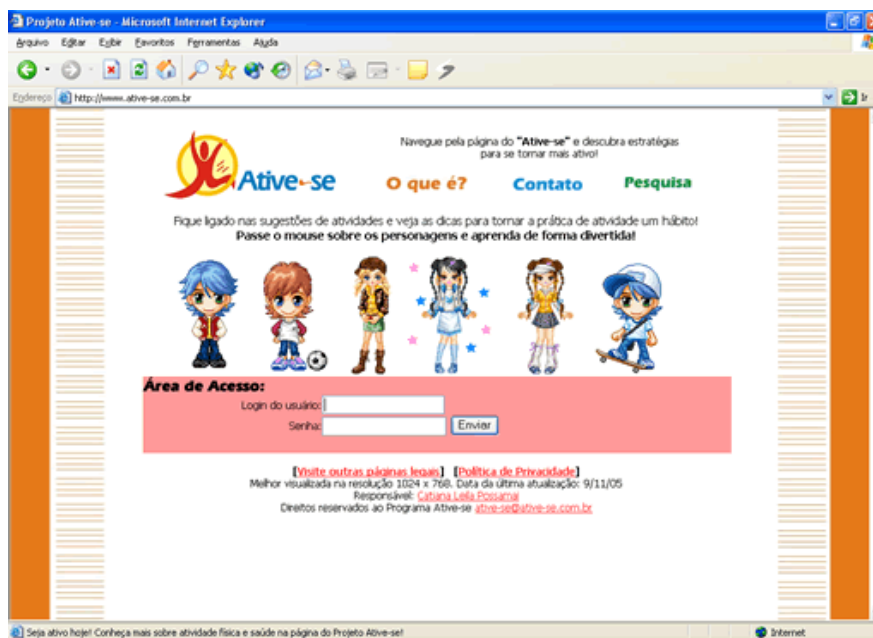 Projeto Ative-se - Microsoft Internet Explorer
Arquivo Editar Exibir Favoritos Ferramentas Ajuda
Endereço http://www.ative-se.com.br Ir
Navegue pela página do "Ative-se" e descubra estratégias
para se tornar mais ativo!
Ative-se O que é? Contato Pesquisa
Fique ligado nas sugestões de atividades e veja as dicas para tornar a prática de atividade um hábito!
Passe o mouse sobre os personagens e aprenda de forma divertida!
Área de Acesso:
Login do usuário:
Senha: Enviar
[Visite outras páginas legais] [Política de Privacidade]
Melhor visualizada na resolução 1024 x 768. Data da última atualização: 9/11/05
Responsável: Catiana Leila Possamai
Direitos reservados ao Programa Ative-se ative-se@ative-se.com.br
Seja ativo hoje! Conheça mais sobre atividade física e saúde na página do Projeto Ative-se! Internet